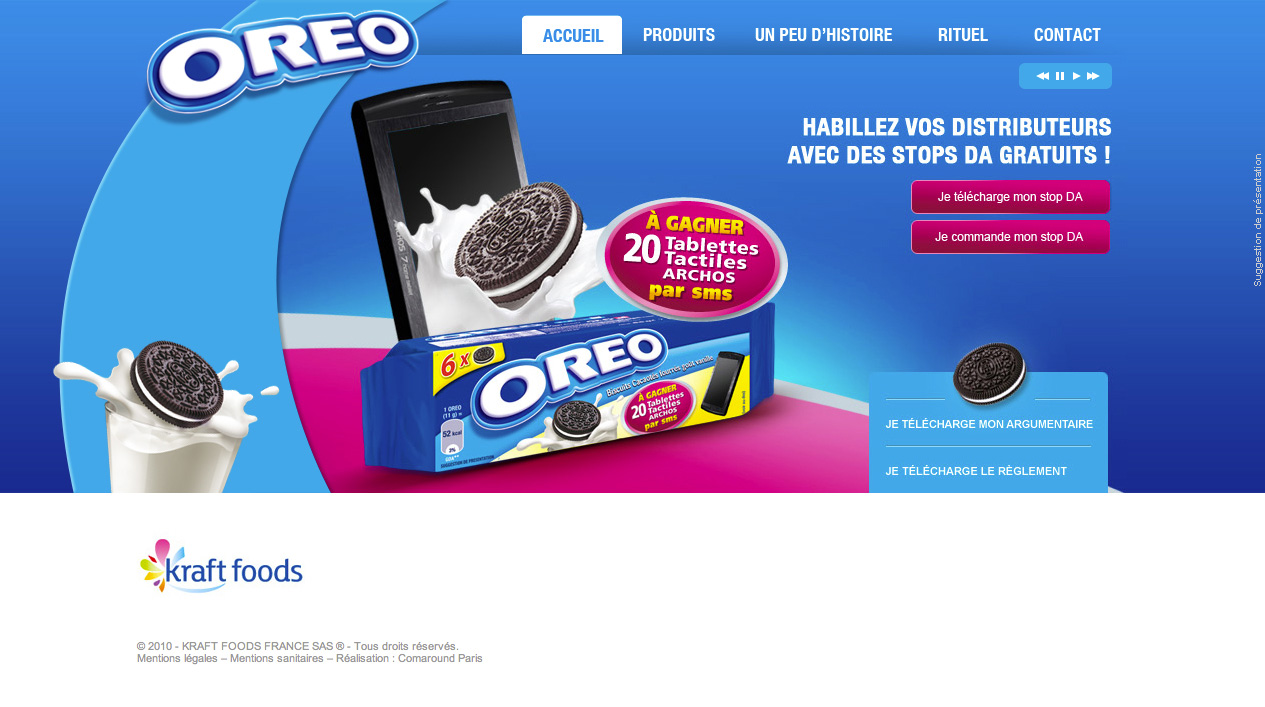 OREO
ACCUEIL
PRODUITS
UN PEU D'HISTOIRE
RITUEL
CONTACT
HABILLEZ VOS DISTRIBUTEURS
AVEC DES STOPS DA GRATUITS !
Je télécharge mon stop DA
Je commande mon stop DA
Suggestion de présentation
À GAGNER
20 Tablettes
Tactiles
ARCHOS
par sms
6 x
OREO
Biscuits Cacaotés fourrés goût vanille
1 OREO
(11 g) =
52 kcal
3%
SUGGESTION DE PRÉSENTATION
À GAGNER
20 Tablettes
Tactiles
ARCHOS
par sms
JE TÉLÉCHARGE MON ARGUMENTAIRE
JE TÉLÉCHARGE LE RÈGLEMENT
kraft foods
© 2010 - KRAFT FOODS FRANCE SAS ® - Tous droits réservés.
Mentions légales – Mentions sanitaires – Réalisation : Comaround Paris